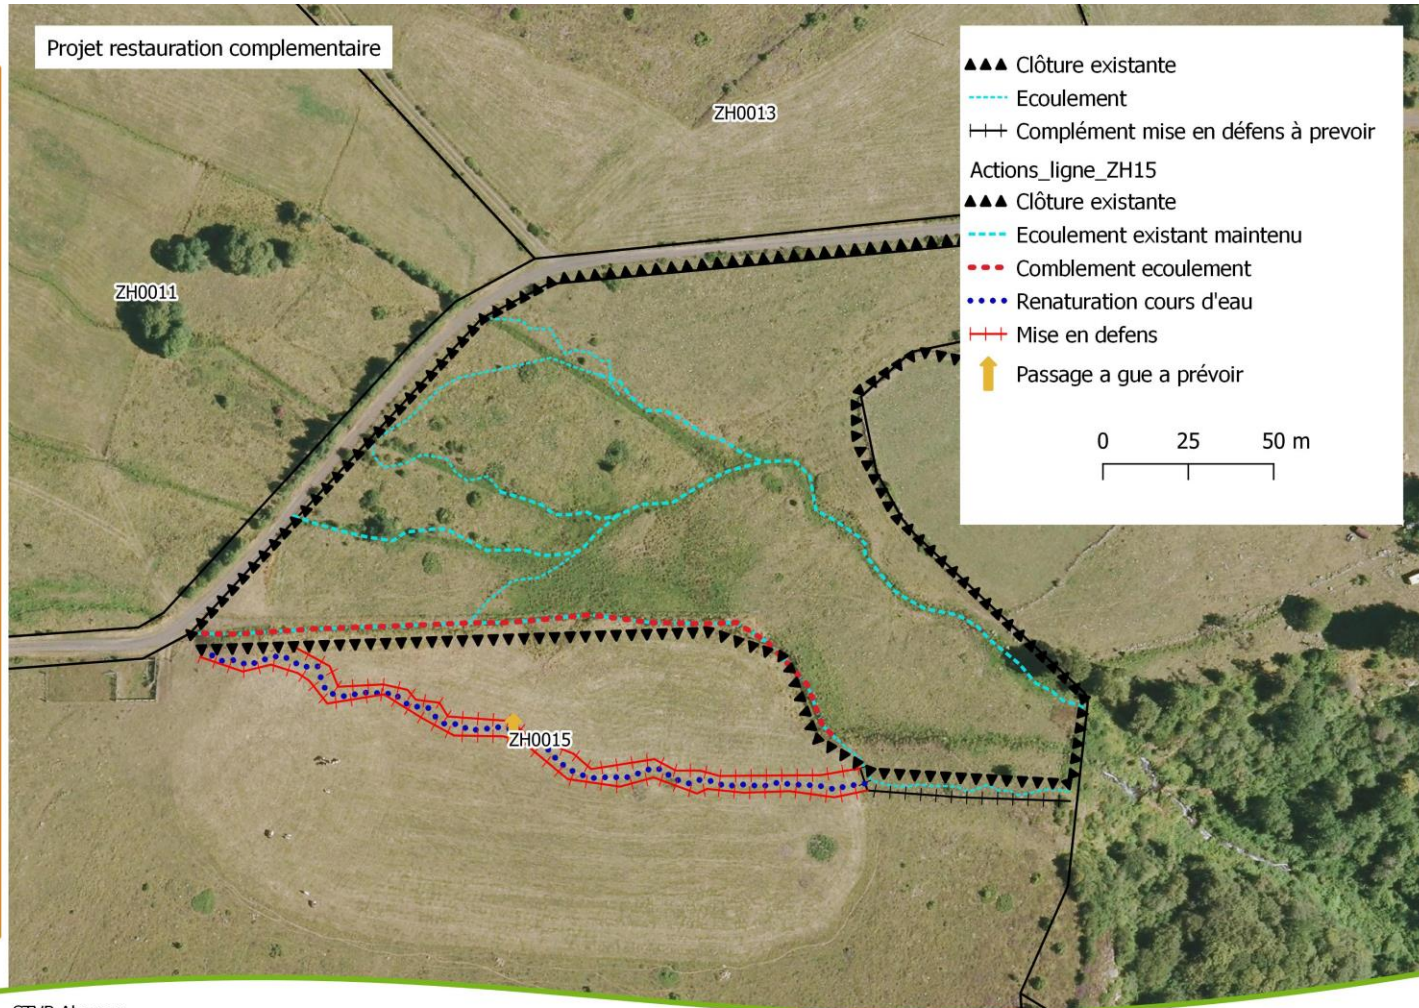 Projet restauration complementaire
Clôture existante
Ecoulement
Complément mise en défens à prevoir
Actions_ligne_ZH15
Clôture existante
Ecoulement existant maintenu
Comblement ecoulement
Renaturation cours d'eau
Mise en defens
Passage a gue a prévoir
0 25 50 m
ZH0013
ZH0011
ZH0015